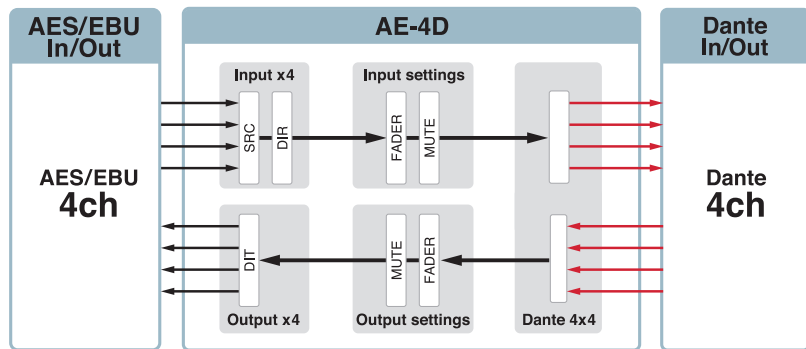 AES/EBU
In/Out
AE-4D
Dante
In/Out
Input x4
Input settings
SRC
DIR
FADER
MUTE
AES/EBU
4ch
Dante
4ch
DIT
MUTE
FADER
Output x4
Output settings
Dante 4x4